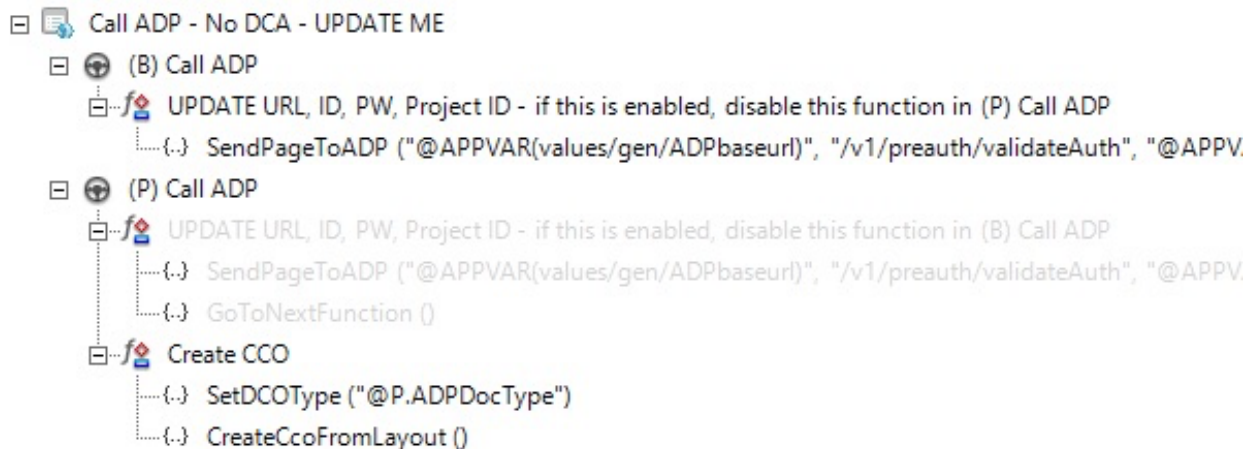 Call ADP - No DCA - UPDATE ME
(B) Call ADP
UPDATE URL, ID, PW, Project ID - if this is enabled, disable this function in (P) Call ADP
SendPageToADP ("@APPVAR(values/gen/ADPbaseurl)", "/v1/preauth/validateAuth", "@APPV
(P) Call ADP
UPDATE URL, ID, PW, Project ID - if this is enabled, disable this function in (B) Call ADP
SendPageToADP ("@APPVAR(values/gen/ADPbaseurl)", "/v1/preauth/validateAuth", "@APPV
GoToNextFunction ()
Create CCO
SetDCOType ("@P.ADPDocType")
CreateCcoFromLayout ()